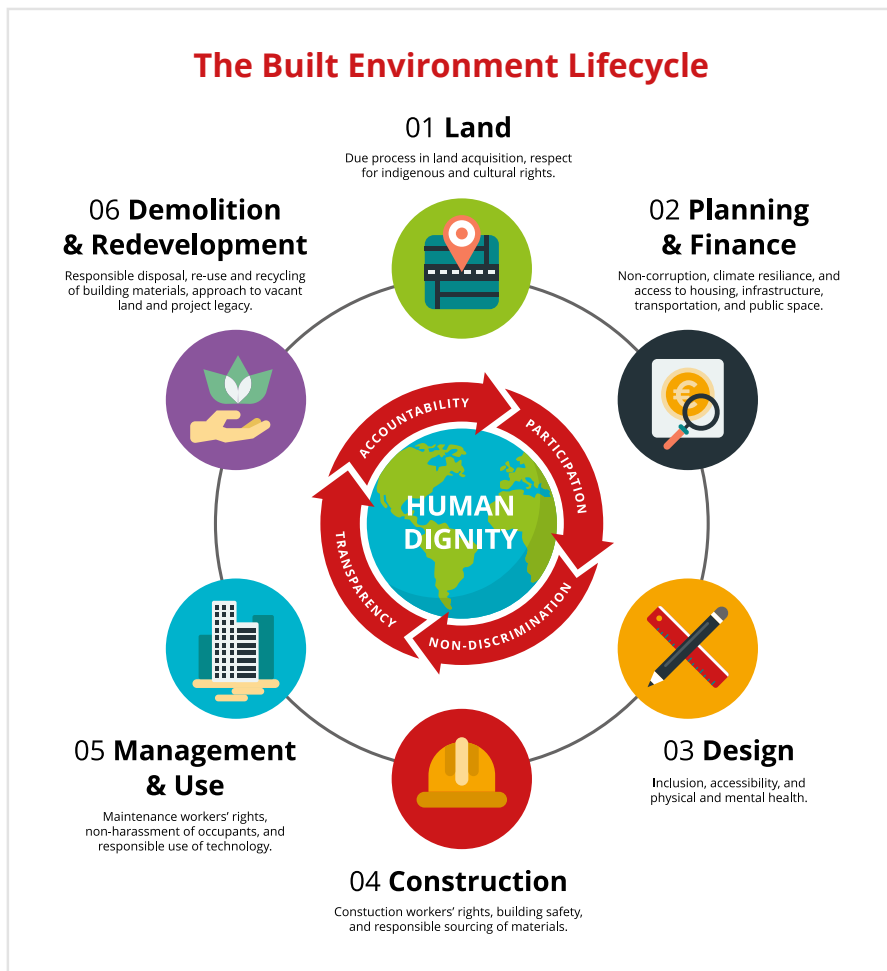 The Built Environment Lifecycle
01 Land
Due process in land acquisition, respect
for indigenous and cultural rights.
02 Planning
& Finance
Non-corruption, climate resiliance, and
access to housing, infrastructure,
transportation, and public space.
03 Design
Inclusion, accessibility, and
physical and mental health.
04 Construction
Constuction workers’ rights, building safety,
and responsible sourcing of materials.
05 Management
& Use
Maintenance workers’ rights,
non-harassment of occupants, and
responsible use of technology.
06 Demolition
& Redevelopment
Responsible disposal, re-use and recycling
of building materials, approach to vacant
land and project legacy.
ACCOUNTABILITY
PARTICIPATION
NON-DISCRIMINATION
TRANSPARENCY
HUMAN
DIGNITY
€